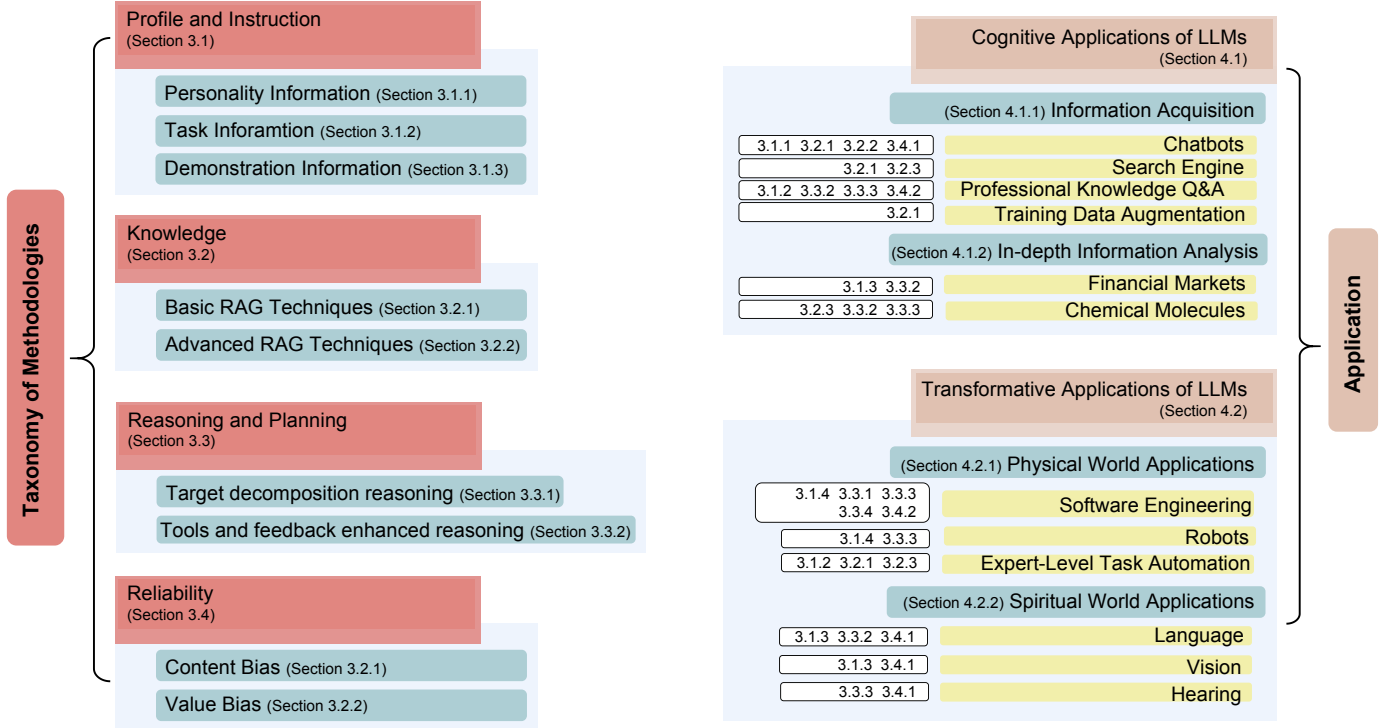 Taxonomy of Methodologies
Profile and Instruction
(Section 3.1)
Personality Information (Section 3.1.1)
Task Inforamtion (Section 3.1.2)
Demonstration Information (Section 3.1.3)
Knowledge
(Section 3.2)
Basic RAG Techniques (Section 3.2.1)
Advanced RAG Techniques (Section 3.2.2)
Reasoning and Planning
(Section 3.3)
Target decomposition reasoning (Section 3.3.1)
Tools and feedback enhanced reasoning (Section 3.3.2)
Reliability
(Section 3.4)
Content Bias (Section 3.2.1)
Value Bias (Section 3.2.2)
Cognitive Applications of LLMs
(Section 4.1)
(Section 4.1.1) Information Acquisition
3.1.1 3.2.1 3.2.2 3.4.1 Chatbots
3.2.1 3.2.3 Search Engine
3.1.2 3.3.2 3.3.3 3.4.2 Professional Knowledge Q&A
3.2.1 Training Data Augmentation
(Section 4.1.2) In-depth Information Analysis
3.1.3 3.3.2 Financial Markets
3.2.3 3.3.2 3.3.3 Chemical Molecules
Transformative Applications of LLMs
(Section 4.2)
(Section 4.2.1) Physical World Applications
3.1.4 3.3.1 3.3.3
3.3.4 3.4.2
Software Engineering
3.1.4 3.3.3 Robots
3.1.2 3.2.1 3.2.3 Expert-Level Task Automation
(Section 4.2.2) Spiritual World Applications
3.1.3 3.3.2 3.4.1 Language
3.1.3 3.4.1 Vision
3.3.3 3.4.1 Hearing
Application